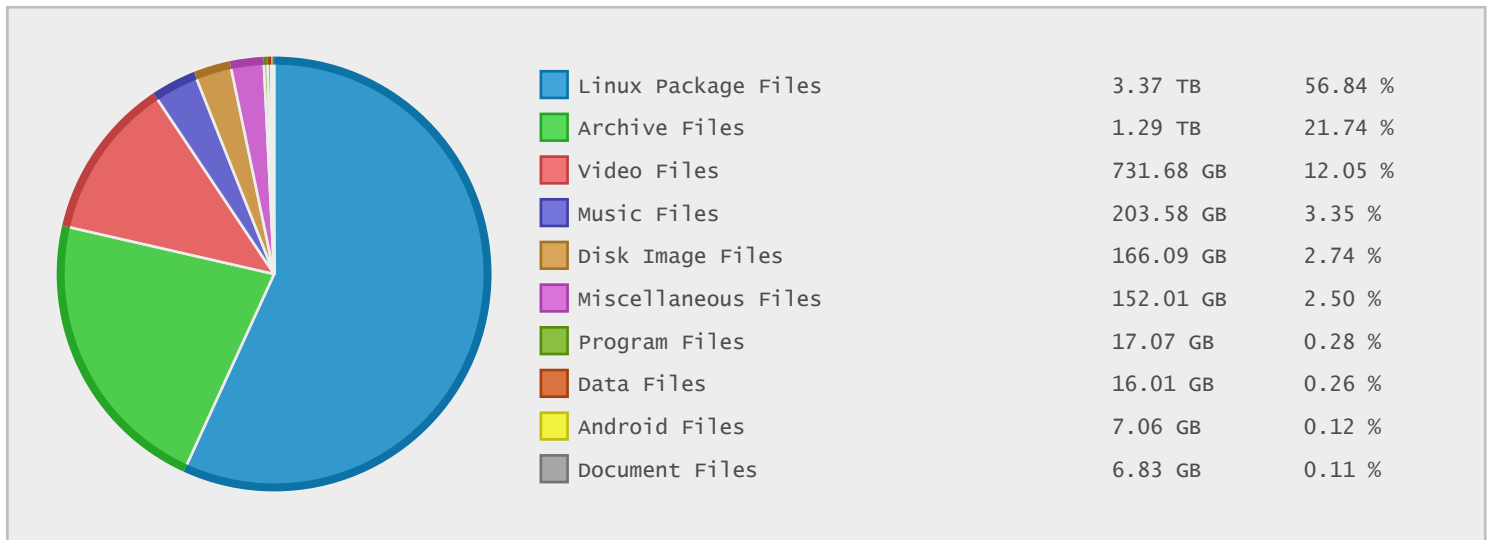 Linux Package Files 3.37 TB 56.84 %
Archive Files 1.29 TB 21.74 %
Video Files 731.68 GB 12.05 %
Music Files 203.58 GB 3.35 %
Disk Image Files 166.09 GB 2.74 %
Miscellaneous Files 152.01 GB 2.50 %
Program Files 17.07 GB 0.28 %
Data Files 16.01 GB 0.26 %
Android Files 7.06 GB 0.12 %
Document Files 6.83 GB 0.11 %